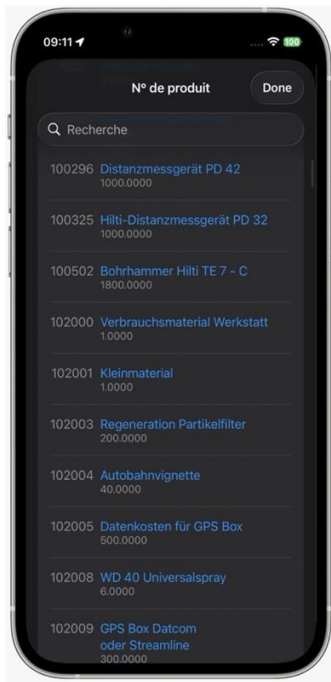 09:11
100
Nº de produit
Done
Recherche
100296 Distanzmessgerät PD 42
1000.0000
100325 Hilti-Distanzmessgerät PD 32
1000.0000
100502 Bohrhammer Hilti TE 7 - C
1800.0000
102000 Verbrauchsmaterial Werkstatt
1.0000
102001 Kleinmaterial
1.0000
102003 Regeneration Partikelfilter
200.0000
102004 Autobahnvignette
40.0000
102005 Datenkosten für GPS Box
500.0000
102008 WD 40 Universalspray
6.0000
102009 GPS Box Datcom
oder Streamline
300.0000